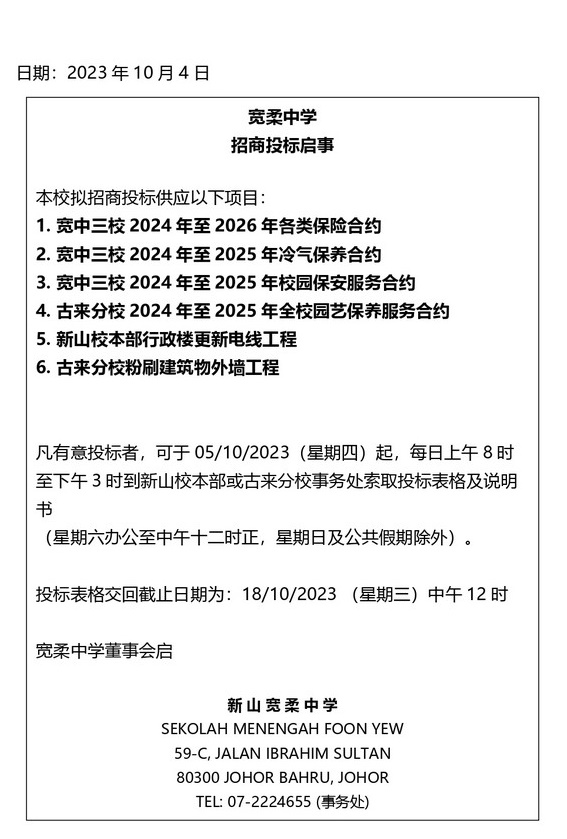 日期：2023 年 10 月 4 日
宽柔中学
招商投标启事
本校拟招商投标供应以下项目：
1. 宽中三校 2024 年至 2026 年各类保险合约
2. 宽中三校 2024 年至 2025 年冷气保养合约
3. 宽中三校 2024 年至 2025 年校园保安服务合约
4. 古来分校 2024 年至 2025 年全校园艺保养服务合约
5. 新山校本部行政楼更新电线工程
6. 古来分校粉刷建筑物外墙工程
凡有意投标者，可于 05/10/2023（星期四）起，每日上午 8 时
至下午 3 时到新山校本部或古来分校事务处索取投标表格及说明
书
（星期六办公至中午十二时正，星期日及公共假期除外）。
投标表格交回截止日期为：18/10/2023 （星期三）中午 12 时
宽柔中学董事会启
新山宽柔中学
SEKOLAH MENENGAH FOON YEW
59-C, JALAN IBRAHIM SULTAN
80300 JOHOR BAHRU, JOHOR
TEL: 07-2224655 (事务处)